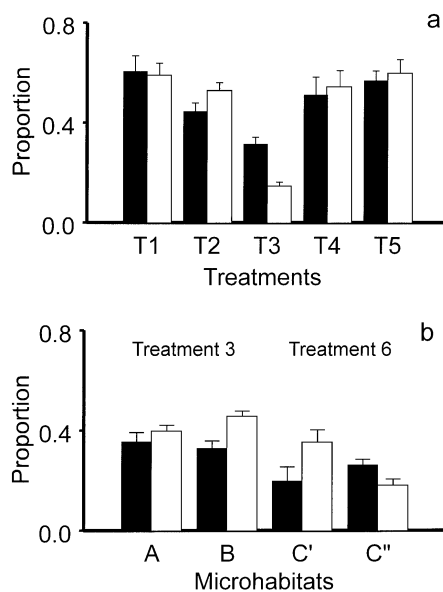 a
0.8
0.4
0.0
Proportion
T1 T2 T3 T4 T5
Treatments
b
0.8
0.4
0.0
Proportion
Treatment 3 Treatment 6
A B C' C"
Microhabitats